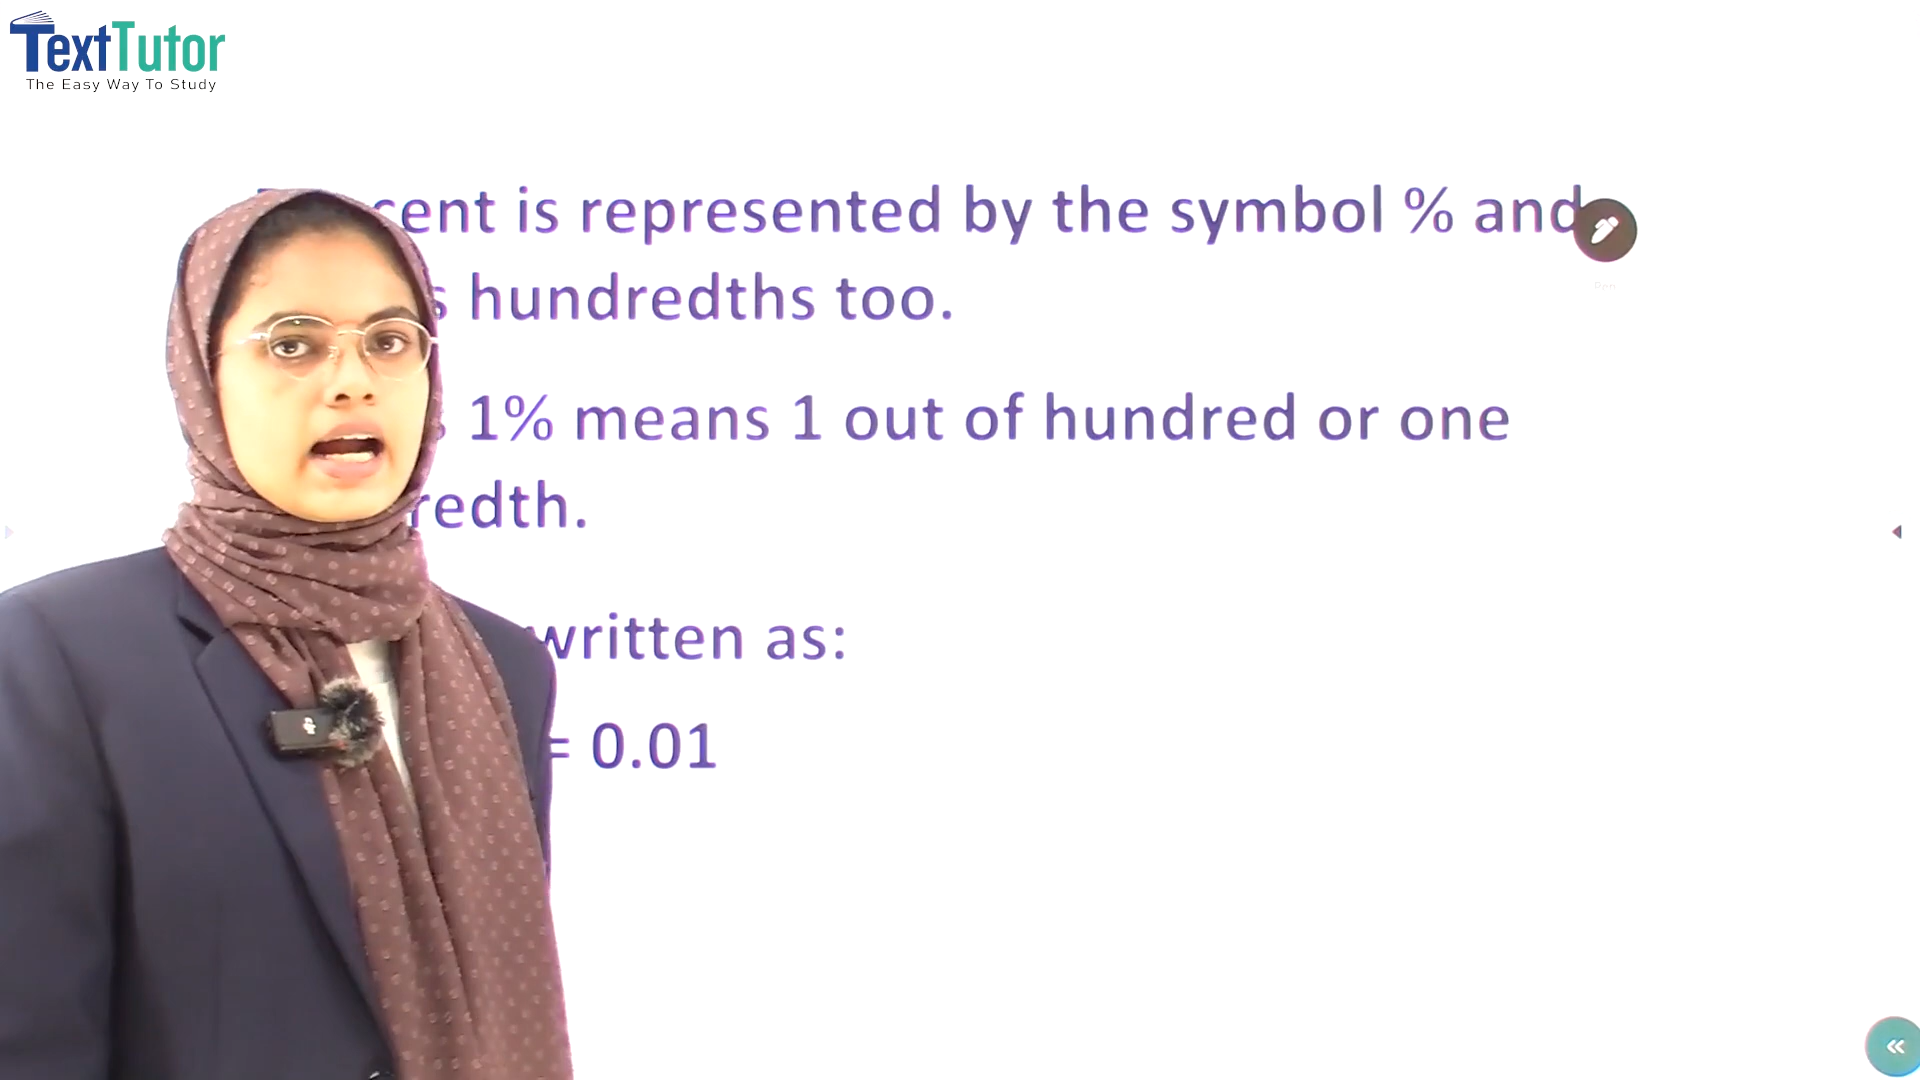 TextTutor
The Easy Way To Study
cent is represented by the symbol % and
s hundredths too.
1% means 1 out of hundred or one
redth.
written as:
= 0.01